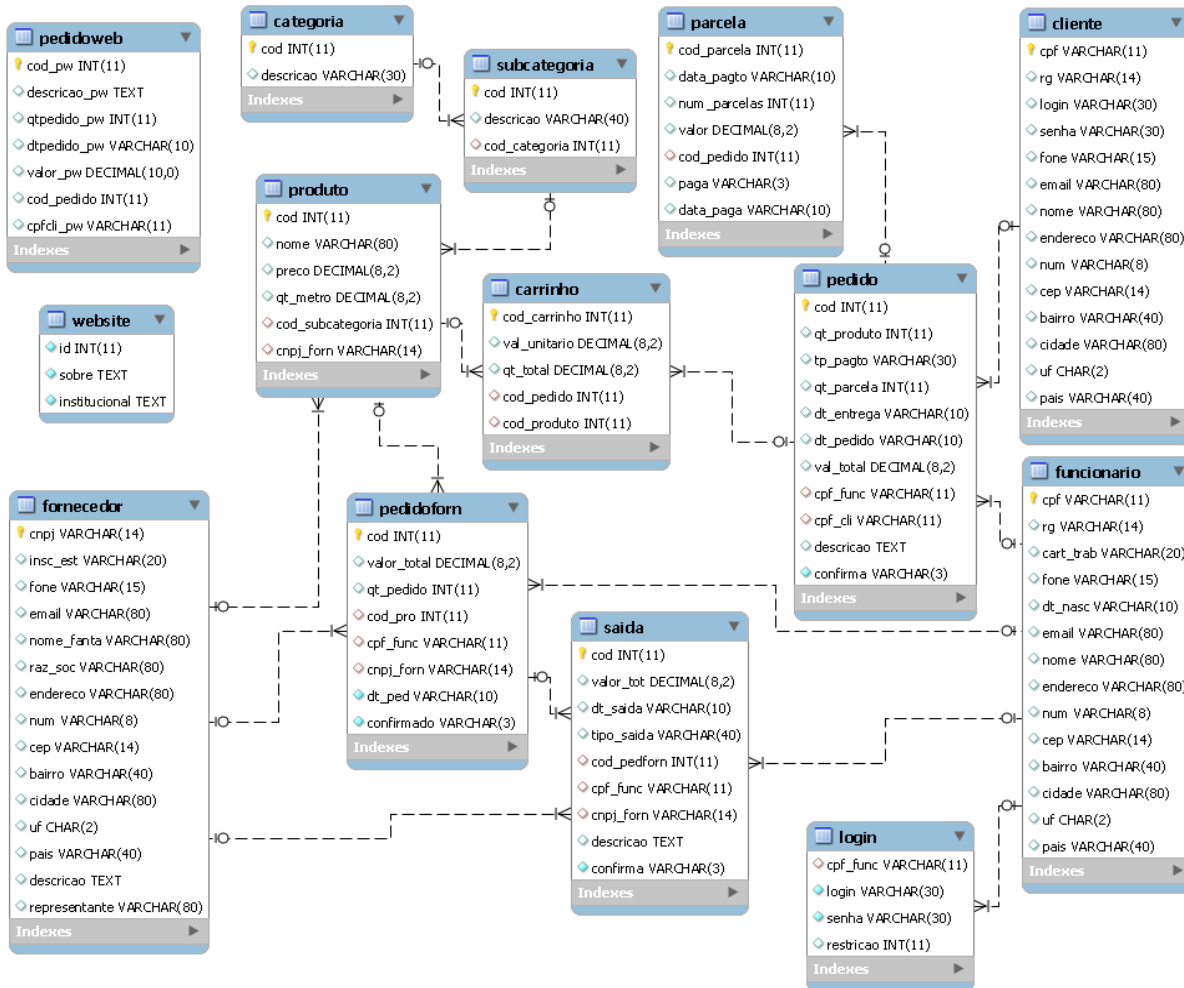 pedidoweb
cod_pw INT(11)
descricao_pw TEXT
qtpedido_pw INT(11)
dtpedido_pw VARCHAR(10)
valor_pw DECIMAL(10,0)
cod_pedido INT(11)
cpfcli_pw VARCHAR(11)
Indexes
categoria
cod INT(11)
descricao VARCHAR(30)
Indexes
subcategoria
cod INT(11)
descricao VARCHAR(40)
cod_categoria INT(11)
Indexes
parcela
cod_parcela INT(11)
data_pagto VARCHAR(10)
num_parcelas INT(11)
valor DECIMAL(8,2)
cod_pedido INT(11)
paga VARCHAR(3)
data_paga VARCHAR(10)
Indexes
cliente
cpf VARCHAR(11)
rg VARCHAR(14)
login VARCHAR(30)
senha VARCHAR(30)
fone VARCHAR(15)
email VARCHAR(80)
nome VARCHAR(80)
endereco VARCHAR(80)
num VARCHAR(8)
cep VARCHAR(14)
bairro VARCHAR(40)
cidade VARCHAR(80)
uf CHAR(2)
pais VARCHAR(40)
Indexes
produto
cod INT(11)
nome VARCHAR(80)
preco DECIMAL(8,2)
qt_metro DECIMAL(8,2)
cod_subcategoria INT(11)
cnpj_forn VARCHAR(14)
Indexes
website
id INT(11)
sobre TEXT
institucional TEXT
carrinho
cod_carrinho INT(11)
val_unitario DECIMAL(8,2)
qt_total DECIMAL(8,2)
cod_pedido INT(11)
cod_produto INT(11)
Indexes
pedido
cod INT(11)
qt_produto INT(11)
tp_pagto VARCHAR(30)
qt_parcela INT(11)
dt_entrega VARCHAR(10)
dt_pedido VARCHAR(10)
val_total DECIMAL(8,2)
cpf_func VARCHAR(11)
cpf_cli VARCHAR(11)
descricao TEXT
confirma VARCHAR(3)
Indexes
fornecedor
cnpj VARCHAR(14)
insc_est VARCHAR(20)
fone VARCHAR(15)
email VARCHAR(80)
nome_fanta VARCHAR(80)
raz_soc VARCHAR(80)
endereco VARCHAR(80)
num VARCHAR(8)
cep VARCHAR(14)
bairro VARCHAR(40)
cidade VARCHAR(80)
uf CHAR(2)
pais VARCHAR(40)
descricao TEXT
representante VARCHAR(80)
Indexes
pedidoforn
cod INT(11)
valor_total DECIMAL(8,2)
qt_pedido INT(11)
cod_pro INT(11)
cpf_func VARCHAR(11)
cnpj_forn VARCHAR(14)
dt_ped VARCHAR(10)
confirmado VARCHAR(3)
Indexes
saida
cod INT(11)
valor_tot DECIMAL(8,2)
dt_saida VARCHAR(10)
tipo_saida VARCHAR(40)
cod_pedforn INT(11)
cpf_func VARCHAR(11)
cnpj_forn VARCHAR(14)
descricao TEXT
confirma VARCHAR(3)
Indexes
funcionario
cpf VARCHAR(11)
rg VARCHAR(14)
cart_trab VARCHAR(20)
fone VARCHAR(15)
dt_nasc VARCHAR(10)
email VARCHAR(80)
nome VARCHAR(80)
endereco VARCHAR(80)
num VARCHAR(8)
cep VARCHAR(14)
bairro VARCHAR(40)
cidade VARCHAR(80)
uf CHAR(2)
pais VARCHAR(40)
Indexes
login
cpf_func VARCHAR(11)
login VARCHAR(30)
senha VARCHAR(30)
restricao INT(11)
Indexes